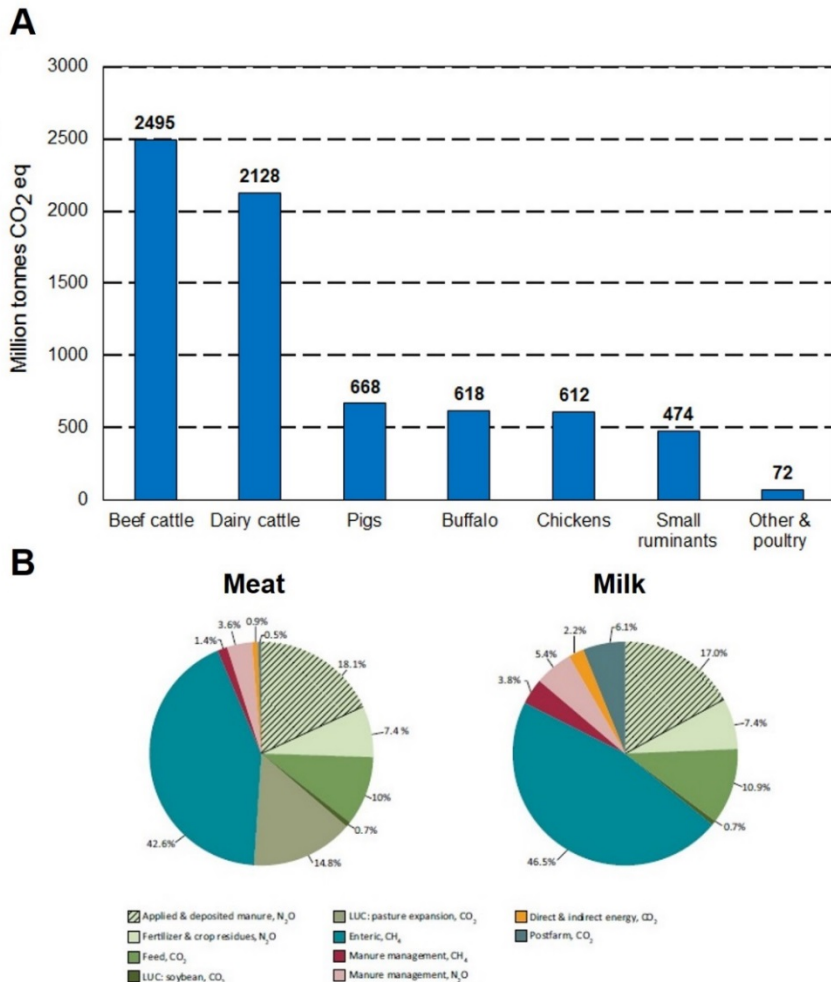 A
Million tonnes CO2 eq
3000
2500
2000
1500
1000
500
0
2495
2128
668
618
612
474
72
Beef cattle
Dairy cattle
Pigs
Buffalo
Chickens
Small
ruminants
Other &
poultry
B
Meat
0.9%
0.5%
3.6%
1.4%
18.1%
7.4 %
10%
0.7%
14.8%
42.6%
Milk
6.1%
2.2%
5.4%
3.8%
17.0%
7.4%
10.9%
0.7%
46.5%
Applied & deposited manure, N2O
Fertilizer & crop residues, N2O
Feed, CO2
LUC: soybean, CO2
LUC: pasture expansion, CO2
Enteric, CH4
Manure management, CH4
Manure management, N2O
Direct & indirect energy, CO2
Postfarm, CO2